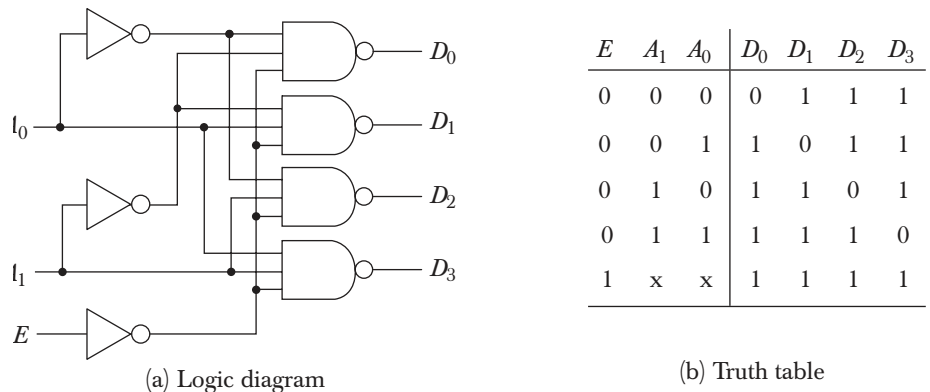 D0
I0
D1
D2
I1
D3
E
(a) Logic diagram
E A1 A0 D0 D1 D2 D3
0 0 0 0 1 1 1
0 0 1 1 0 1 1
0 1 0 1 1 0 1
0 1 1 1 1 1 0
1 x x 1 1 1 1
(b) Truth table